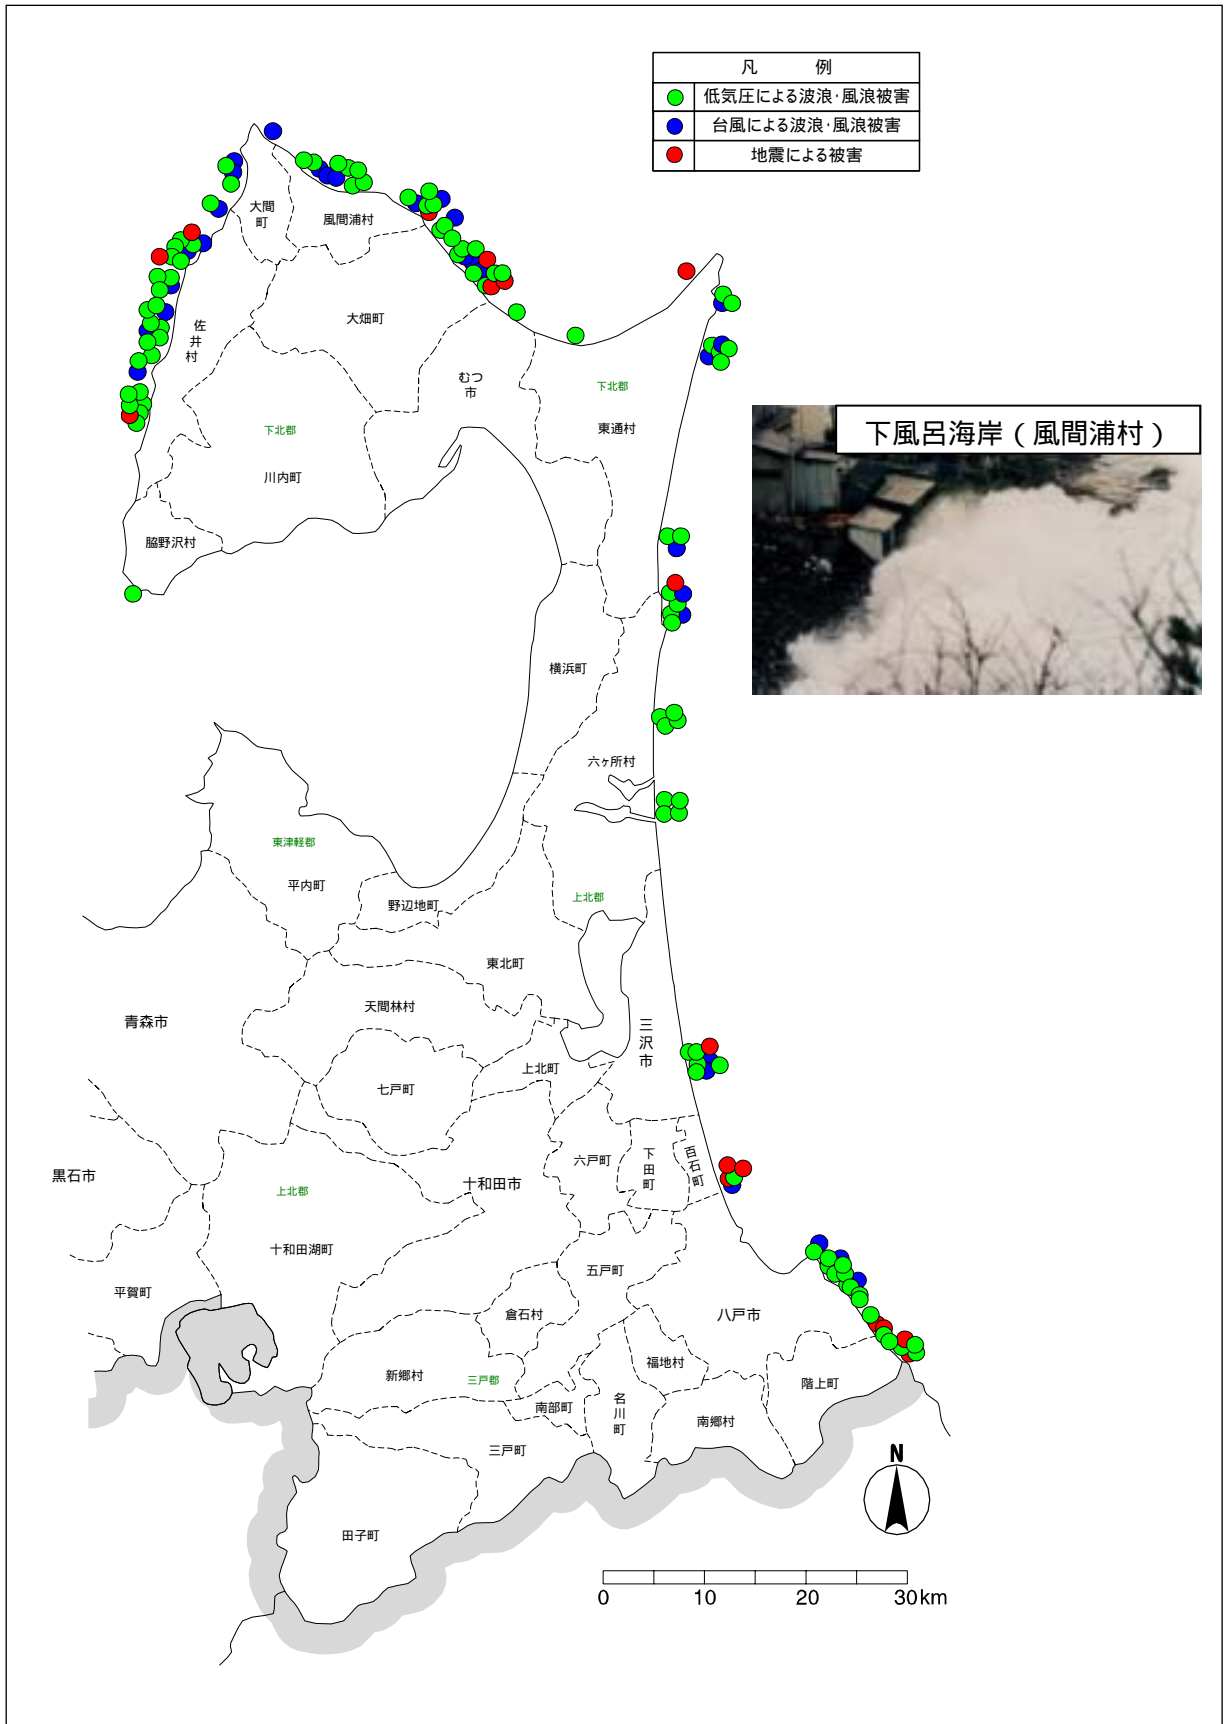 凡 例
低気圧による波浪・風浪被害
台風による波浪・風浪被害
地震による被害
大間
町
風間浦村
佐
井
村
大畑町
むつ
市
下北郡
東通村
下北郡
川内町
下風呂海岸（風間浦村）
脇野沢村
横浜町
六ヶ所村
東津軽郡
平内町
野辺地町
上北郡
東北町
天間林村
青森市
三
沢
市
上北町
七戸町
六戸町
下
田
町
百
石
町
黒石市
十和田市
上北郡
十和田湖町
五戸町
平賀町
倉石村
八戸市
新郷村
三戸郡
福地村
階上町
南部町
名
川
町
南郷村
三戸町
N
田子町
0 10 20 30km